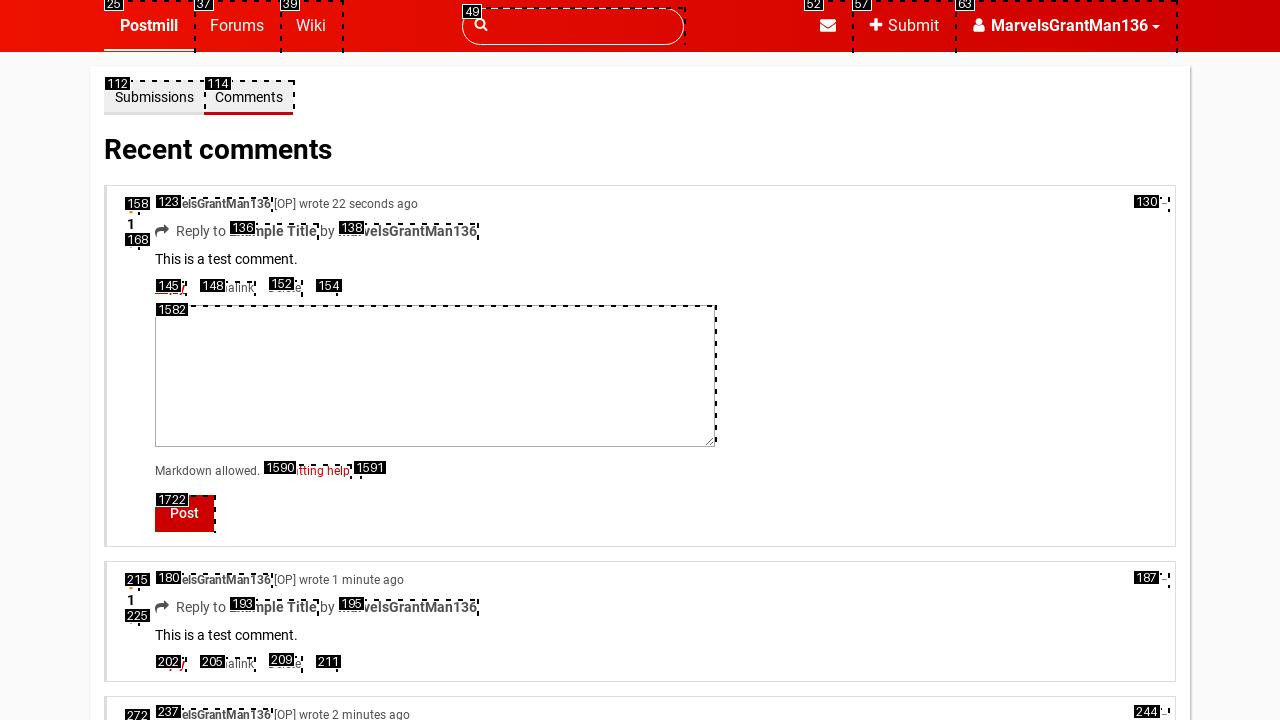 25 37 39 49 52 57 63
Postmill Forums Wiki Submit MarvelsGrantMan136
112 114
Submissions Comments
Recent comments
158 123 elsGrantMan136 [OP] wrote 22 seconds ago 130 –
1
168 Reply to 136 mple Title by 138 velsGrantMan136
This is a test comment.
145 148 alink 152 154
1582
Markdown allowed. 1590 tting help 1591
1722
Post
215 180 elsGrantMan136 [OP] wrote 1 minute ago 187 –
1
225 Reply to 193 mple Title by 195 velsGrantMan136
This is a test comment.
202 205 alink 209 211
272 237 elsGrantMan136 [OP] wrote 2 minutes ago 244 –